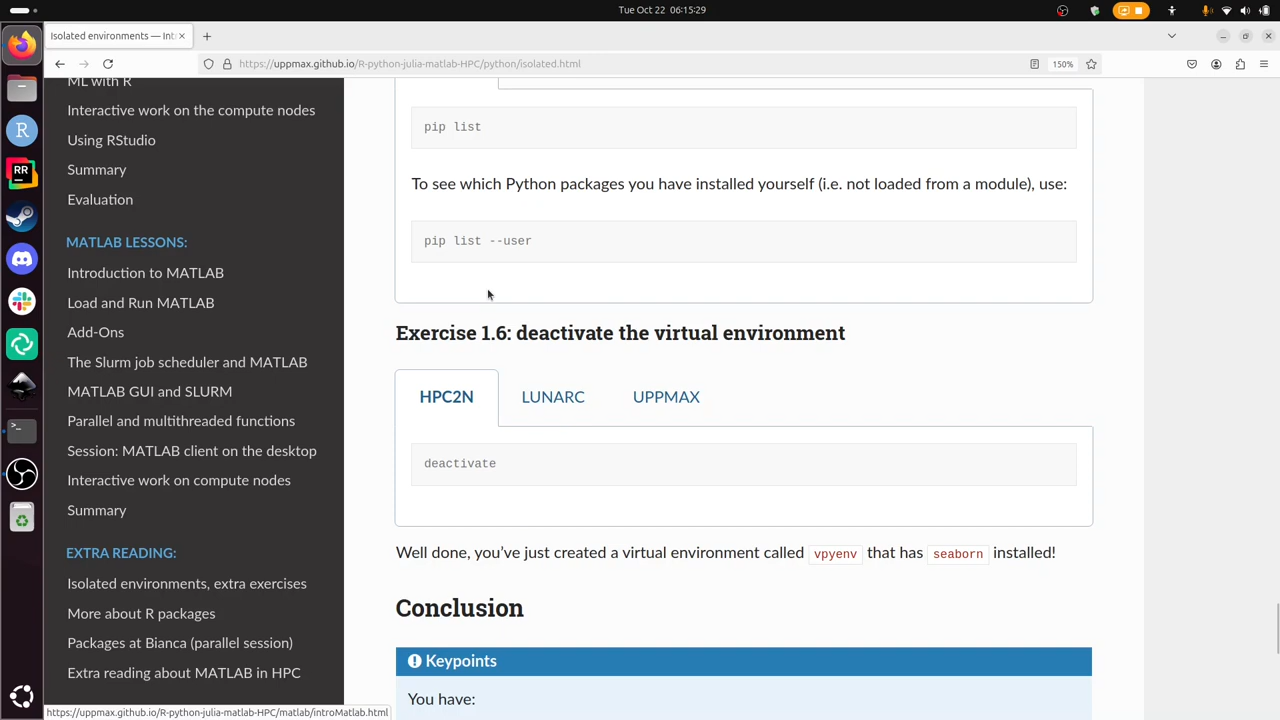 Tue Oct 22 06:15:29
Isolated environments — Int
https://uppmax.github.io/R-python-julia-matlab-HPC/python/isolated.html
150%
ML with R
Interactive work on the compute nodes
Using RStudio
Summary
Evaluation
MATLAB LESSONS:
Introduction to MATLAB
Load and Run MATLAB
Add-Ons
The Slurm job scheduler and MATLAB
MATLAB GUI and SLURM
Parallel and multithreaded functions
Session: MATLAB client on the desktop
Interactive work on compute nodes
Summary
EXTRA READING:
Isolated environments, extra exercises
More about R packages
Packages at Bianca (parallel session)
Extra reading about MATLAB in HPC
https://uppmax.github.io/R-python-julia-matlab-HPC/matlab/introMatlab.html
pip list
To see which Python packages you have installed yourself (i.e. not loaded from a module), use:
pip list --user
Exercise 1.6: deactivate the virtual environment
HPC2N LUNARC UPPMAX
deactivate
Well done, you've just created a virtual environment called vpyenv that has seaborn installed!
Conclusion
Keypoints
You have:
R
RR